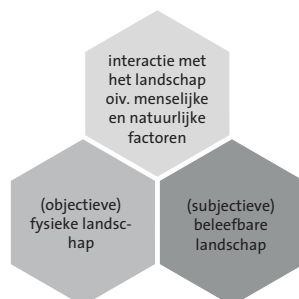 interactie met
het landschap
oiv. menselijke
en natuurlijke
factoren
(objectieve)
fysieke landsc-
hap
(subjectieve)
beleefbare
landschap